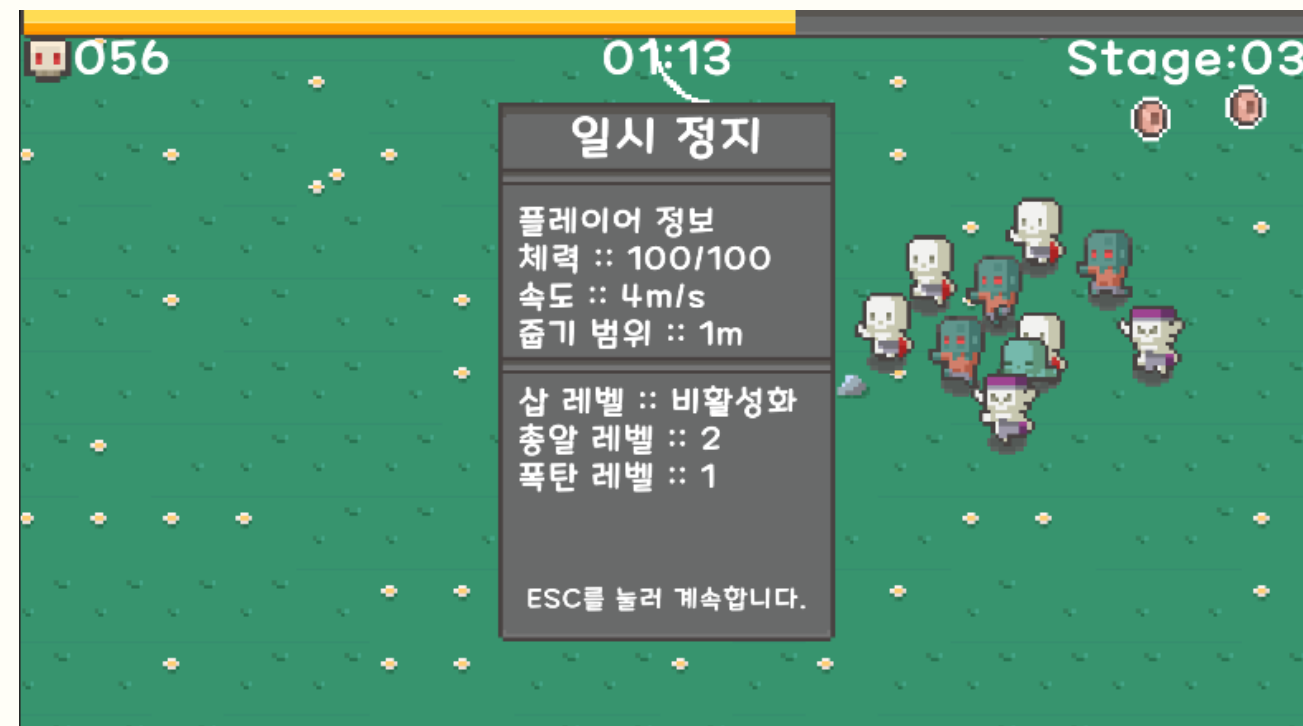 056
01:13
Stage:03
일시 정지
플레이어 정보
체력 :: 100/100
속도 :: 4m/s
줍기 범위 :: 1m
삽 레벨 :: 비활성화
총알 레벨 :: 2
폭탄 레벨 :: 1
ESC를 눌러 계속합니다.